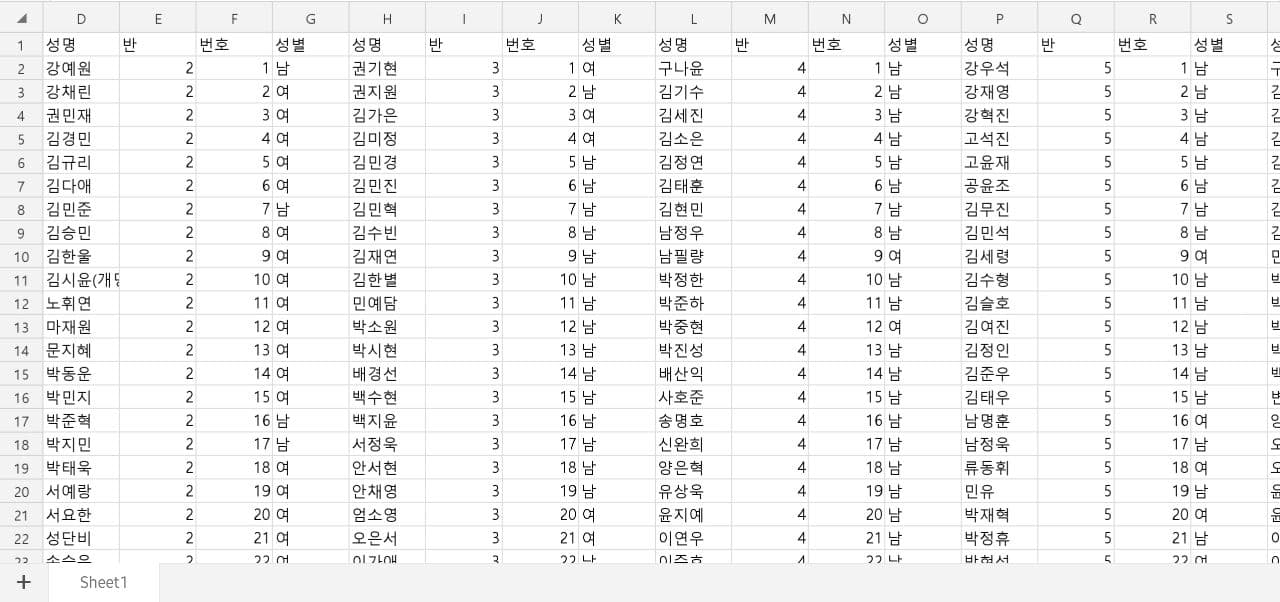 D E F G H I J K L M N O P Q R S
1 성명 반 번호 성별 성명 반 번호 성별 성명 반 번호 성별 성명 반 번호 성별
2 강예원 2 1 남 권기현 3 1 여 구나윤 4 1 남 강우석 5 1 남
3 강채린 2 2 여 권지원 3 2 남 김기수 4 2 남 강재영 5 2 남
4 권민재 2 3 여 김가은 3 3 여 김세진 4 3 남 강혁진 5 3 남
5 김경민 2 4 여 김미정 3 4 여 김소은 4 4 남 고석진 5 4 남
6 김규리 2 5 여 김민경 3 5 남 김정연 4 5 남 고윤재 5 5 남
7 김다애 2 6 여 김민진 3 6 남 김태훈 4 6 남 공윤조 5 6 남
8 김민준 2 7 남 김민혁 3 7 남 김현민 4 7 남 김무진 5 7 남
9 김승민 2 8 여 김수빈 3 8 남 남정우 4 8 남 김민석 5 8 남
10 김한울 2 9 여 김재연 3 9 남 남필량 4 9 여 김세령 5 9 여
11 김시윤(개명 2 10 여 김한별 3 10 남 박정한 4 10 남 김수형 5 10 남
12 노휘연 2 11 여 민예담 3 11 남 박준하 4 11 남 김슬호 5 11 남
13 마재원 2 12 여 박소원 3 12 남 박중현 4 12 여 김여진 5 12 남
14 문지혜 2 13 여 박시현 3 13 남 박진성 4 13 남 김정인 5 13 남
15 박동운 2 14 여 배경선 3 14 남 배산익 4 14 남 김준우 5 14 남
16 박민지 2 15 여 백수현 3 15 남 사호준 4 15 남 김태우 5 15 남
17 박준혁 2 16 남 백지윤 3 16 남 송명호 4 16 남 남명훈 5 16 여
18 박지민 2 17 남 서정욱 3 17 남 신완희 4 17 남 남정욱 5 17 남
19 박태욱 2 18 여 안서현 3 18 남 양은혁 4 18 남 류동휘 5 18 여
20 서예랑 2 19 여 안채영 3 19 남 유상욱 4 19 남 민유 5 19 남
21 서요한 2 20 여 엄소영 3 20 여 윤지예 4 20 남 박재혁 5 20 여
22 성단비 2 21 여 오은서 3 21 여 이연우 4 21 남 박정휴 5 21 남
23 2 22 여 3 22 남 4 22 남 5 22 여
+ Sheet1